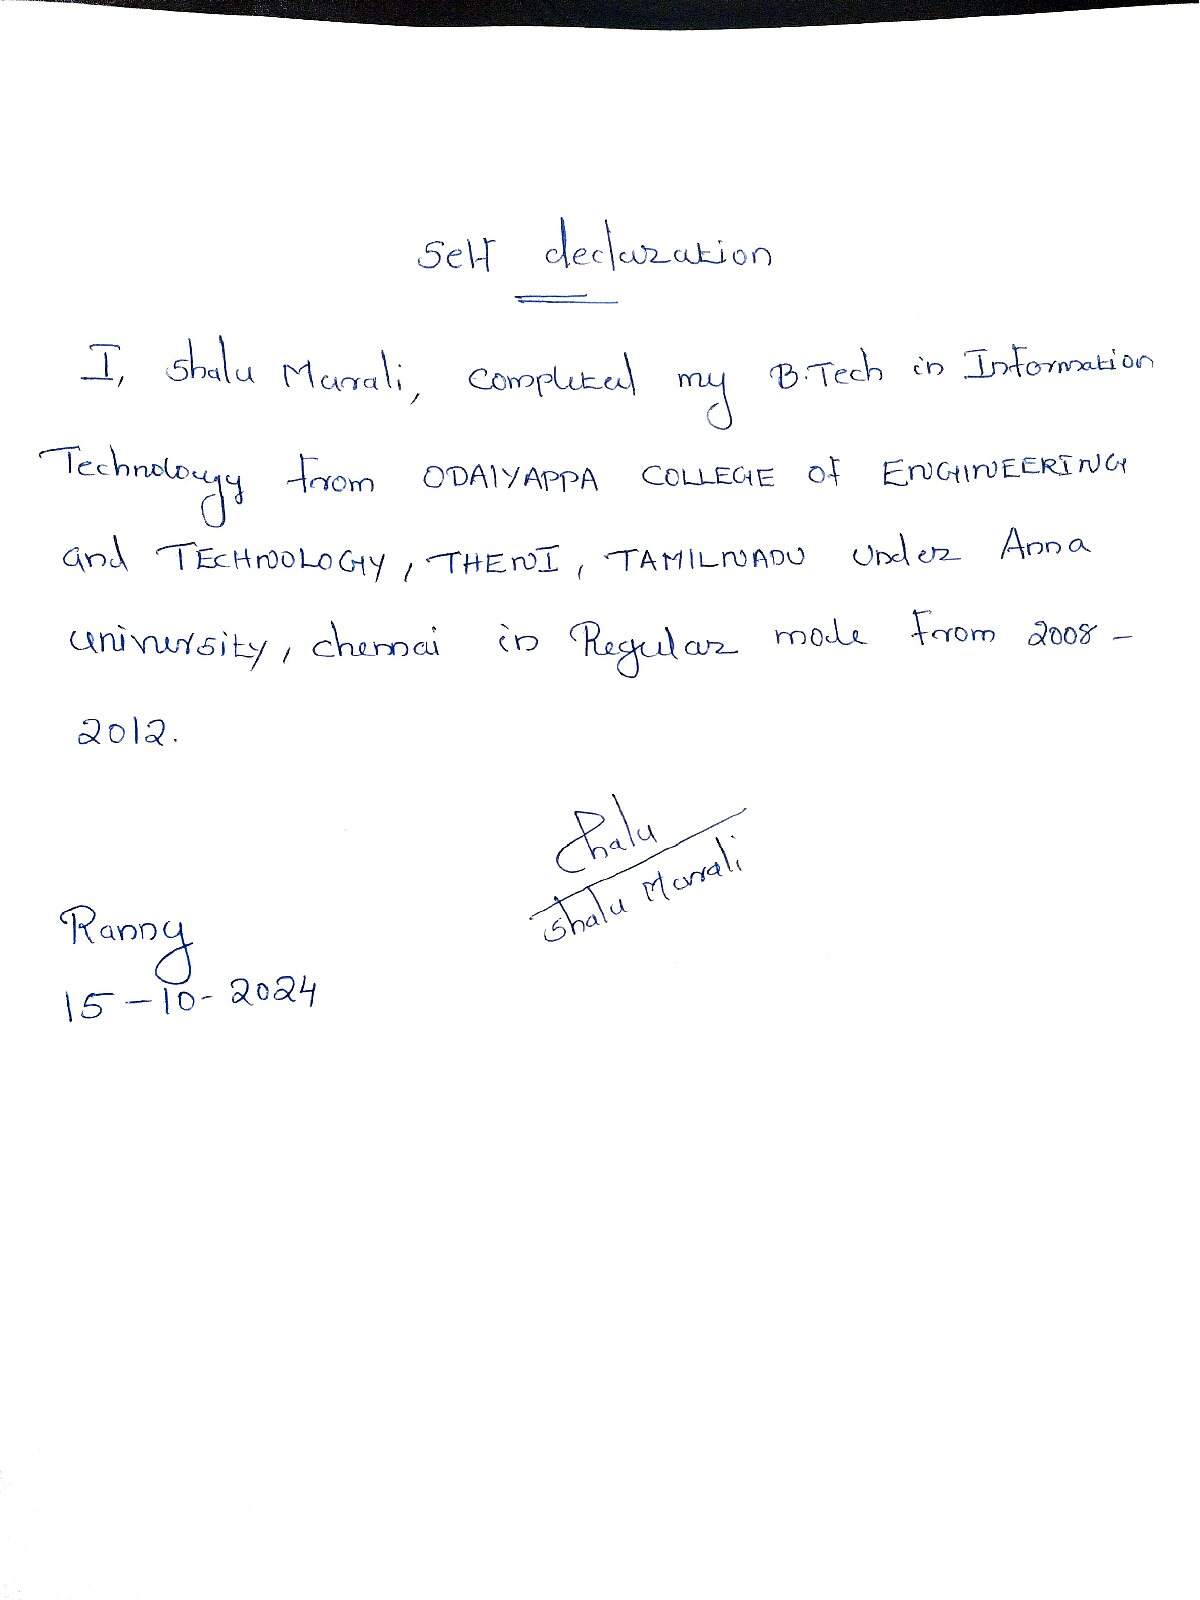 Self declaration
I, Shalu Murali, completed my B.Tech in Information
Technology from ODAIYAPPA COLLEGE of ENGINEERING
and TECHNOLOGY, THENI, TAMILNADU under Anna
university, chennai in Regular mode from 2008 -
2012.
Shalu
Shalu Murali
Ranny
15-10-2024